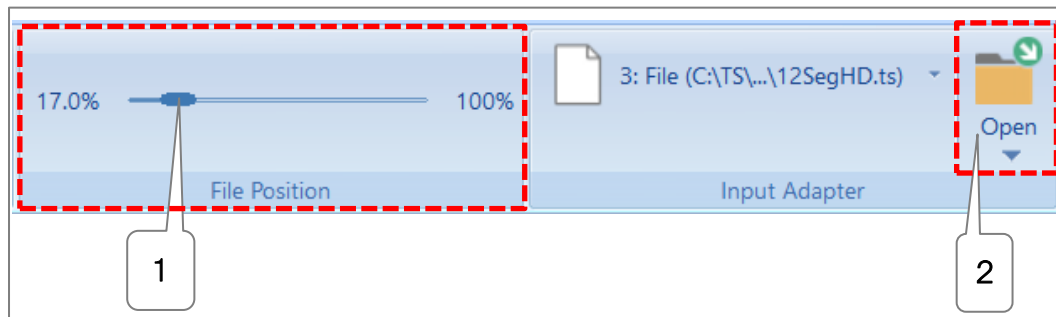 17.0%
100%
File Position
3: File (C:\TS\...\12SegHD.ts)
Input Adapter
Open
1
2